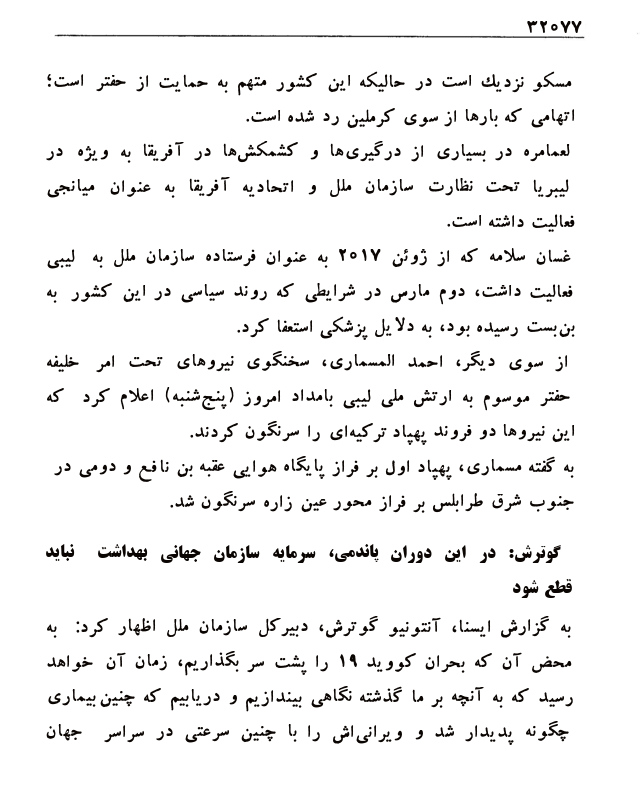 ۳۲۰۷۷
مسکو نزدیك است در حالیکه این کشور متهم به حمایت از حفتر است؛
اتهامی که بارها از سوی کرملین رد شده است.
لعمامره در بسیاری از درگیری‌ها و کشمکش‌ها در آفریقا به ویژه در
لیبریا تحت نظارت سازمان ملل و اتحادیه آفریقا به عنوان میانجی
فعالیت داشته است.
غسان سلامه که از ژوئن ۲۰۱۷ به عنوان فرستاده سازمان ملل به لیبی
فعالیت داشت، دوم مارس در شرایطی که روند سیاسی در این کشور به
بن‌بست رسیده بود، به دلایل پزشکی استعفا کرد.
از سوی دیگر، احمد المسماری، سخنگوی نیروهای تحت امر خلیفه
حفتر موسوم به ارتش ملی لیبی بامداد امروز (پنج‌شنبه) اعلام کرد که
این نیروها دو فروند پهپاد ترکیه‌ای را سرنگون کردند.
به گفته مسماری، پهپاد اول بر فراز پایگاه هوایی عقبه بن نافع و دومی در
جنوب شرق طرابلس بر فراز محور عین زاره سرنگون شد.
گوترش: در این دوران پاندمی، سرمایه سازمان جهانی بهداشت نباید
قطع شود
به گزارش ایسنا، آنتونیو گوترش، دبیرکل سازمان ملل اظهار کرد: به
محض آن که بحران کووید ۱۹ را پشت سر بگذاریم، زمان آن خواهد
رسید که به آنچه بر ما گذشته نگاهی بیندازیم و دریابیم که چنین بیماری
چگونه پدیدار شد و ویرانی‌اش را با چنین سرعتی در سراسر جهان